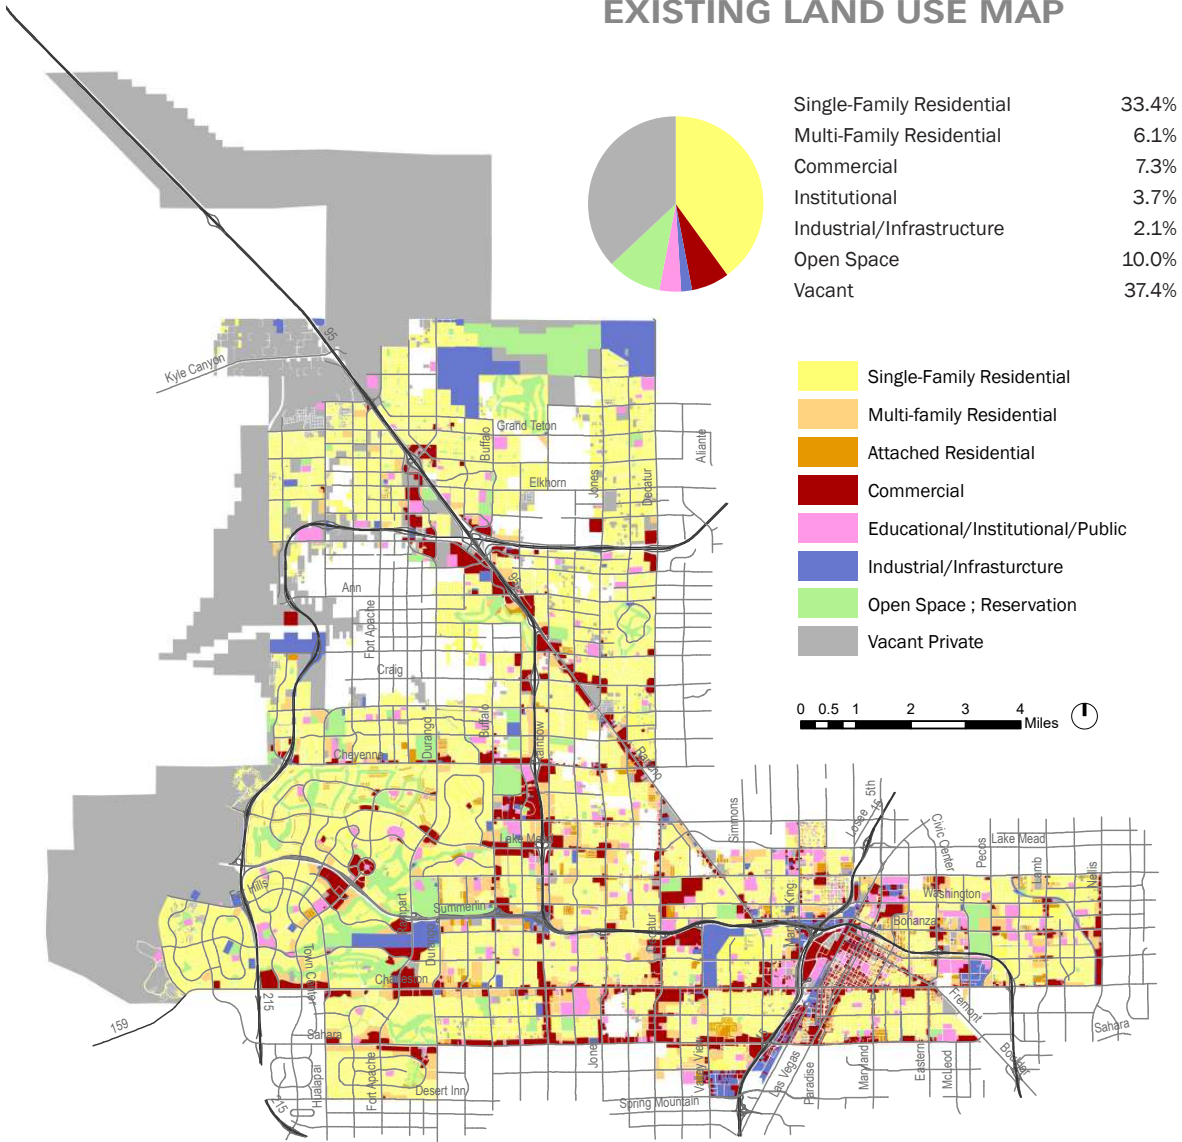 EXISTING LAND USE MAP
Single-Family Residential 33.4%
Multi-Family Residential 6.1%
Commercial 7.3%
Institutional 3.7%
Industrial/Infrastructure 2.1%
Open Space 10.0%
Vacant 37.4%
Single-Family Residential
Multi-family Residential
Attached Residential
Commercial
Educational/Institutional/Public
Industrial/Infrasturcture
Open Space ; Reservation
Vacant Private
0 0.5 1 2 3 4
Miles
95
Kyle Canyon
Grand Teton
Buffalo
Aliante
Elkhorn
Jones
Decatur
95
Ann
Fort Apache
Craig
Durango
Buffalo
Rainbow
Cheyenne
Rancho
Simmons
Losee
5th
15
Civic Center
Pecos
Lake Mead
Lamb
Nellis
Lake Mead
Hills
Rampart
Summerlin
Durango
Decatur
King
Washington
Bonanza
Town Center
Charleston
215
159
Sahara
Fremont
Sahara
Boulder
Hualapai
Fort Apache
Desert Inn
Jones
Valley View
15
Las Vegas
Paradise
Maryland
Eastern
McLeod
Spring Mountain
215